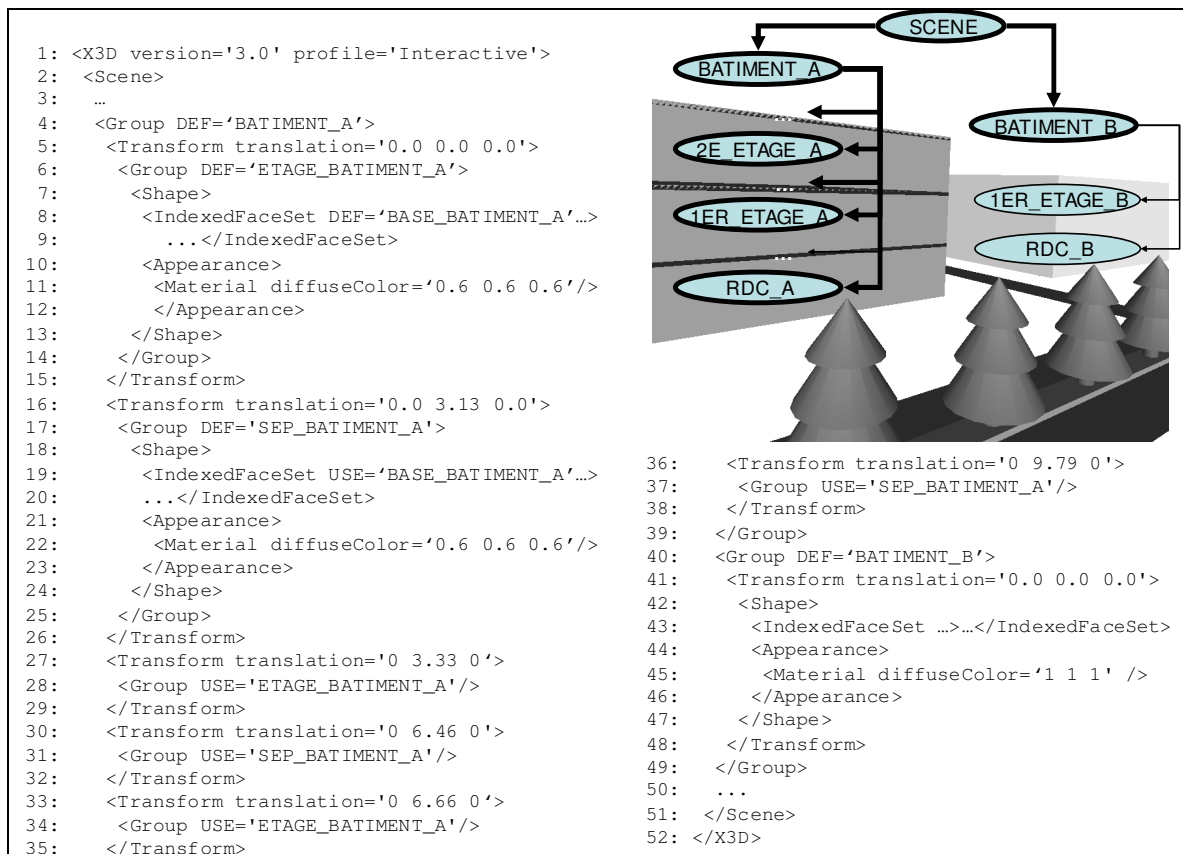 1: <X3D version='3.0' profile='Interactive'>
2: <Scene>
3: …
4: <Group DEF=‘BATIMENT_A’>
5: <Transform translation='0.0 0.0 0.0'>
6: <Group DEF=‘ETAGE_BATIMENT_A’>
7: <Shape>
8: <IndexedFaceSet DEF=‘BASE_BATIMENT_A’…>
9: ...</IndexedFaceSet>
10: <Appearance>
11: <Material diffuseColor=‘0.6 0.6 0.6’/>
12: </Appearance>
13: </Shape>
14: </Group>
15: </Transform>
16: <Transform translation='0.0 3.13 0.0'>
17: <Group DEF='SEP_BATIMENT_A'>
18: <Shape>
19: <IndexedFaceSet USE=‘BASE_BATIMENT_A’…>
20: ...</IndexedFaceSet>
21: <Appearance>
22: <Material diffuseColor=‘0.6 0.6 0.6’/>
23: </Appearance>
24: </Shape>
25: </Group>
26: </Transform>
27: <Transform translation='0 3.33 0‘>
28: <Group USE='ETAGE_BATIMENT_A'/>
29: </Transform>
30: <Transform translation='0 6.46 0'>
31: <Group USE='SEP_BATIMENT_A'/>
32: </Transform>
33: <Transform translation='0 6.66 0‘>
34: <Group USE='ETAGE_BATIMENT_A'/>
35: </Transform>
SCENE
BATIMENT_A
BATIMENT_B
...
2E_ETAGE_A
...
1ER_ETAGE_A
1ER_ETAGE_B
RDC_B
...
RDC_A
36: <Transform translation='0 9.79 0'>
37: <Group USE='SEP_BATIMENT_A'/>
38: </Transform>
39: </Group>
40: <Group DEF=‘BATIMENT_B’>
41: <Transform translation='0.0 0.0 0.0'>
42: <Shape>
43: <IndexedFaceSet …>…</IndexedFaceSet>
44: <Appearance>
45: <Material diffuseColor=‘1 1 1' />
46: </Appearance>
47: </Shape>
48: </Transform>
49: </Group>
50: ...
51: </Scene>
52: </X3D>